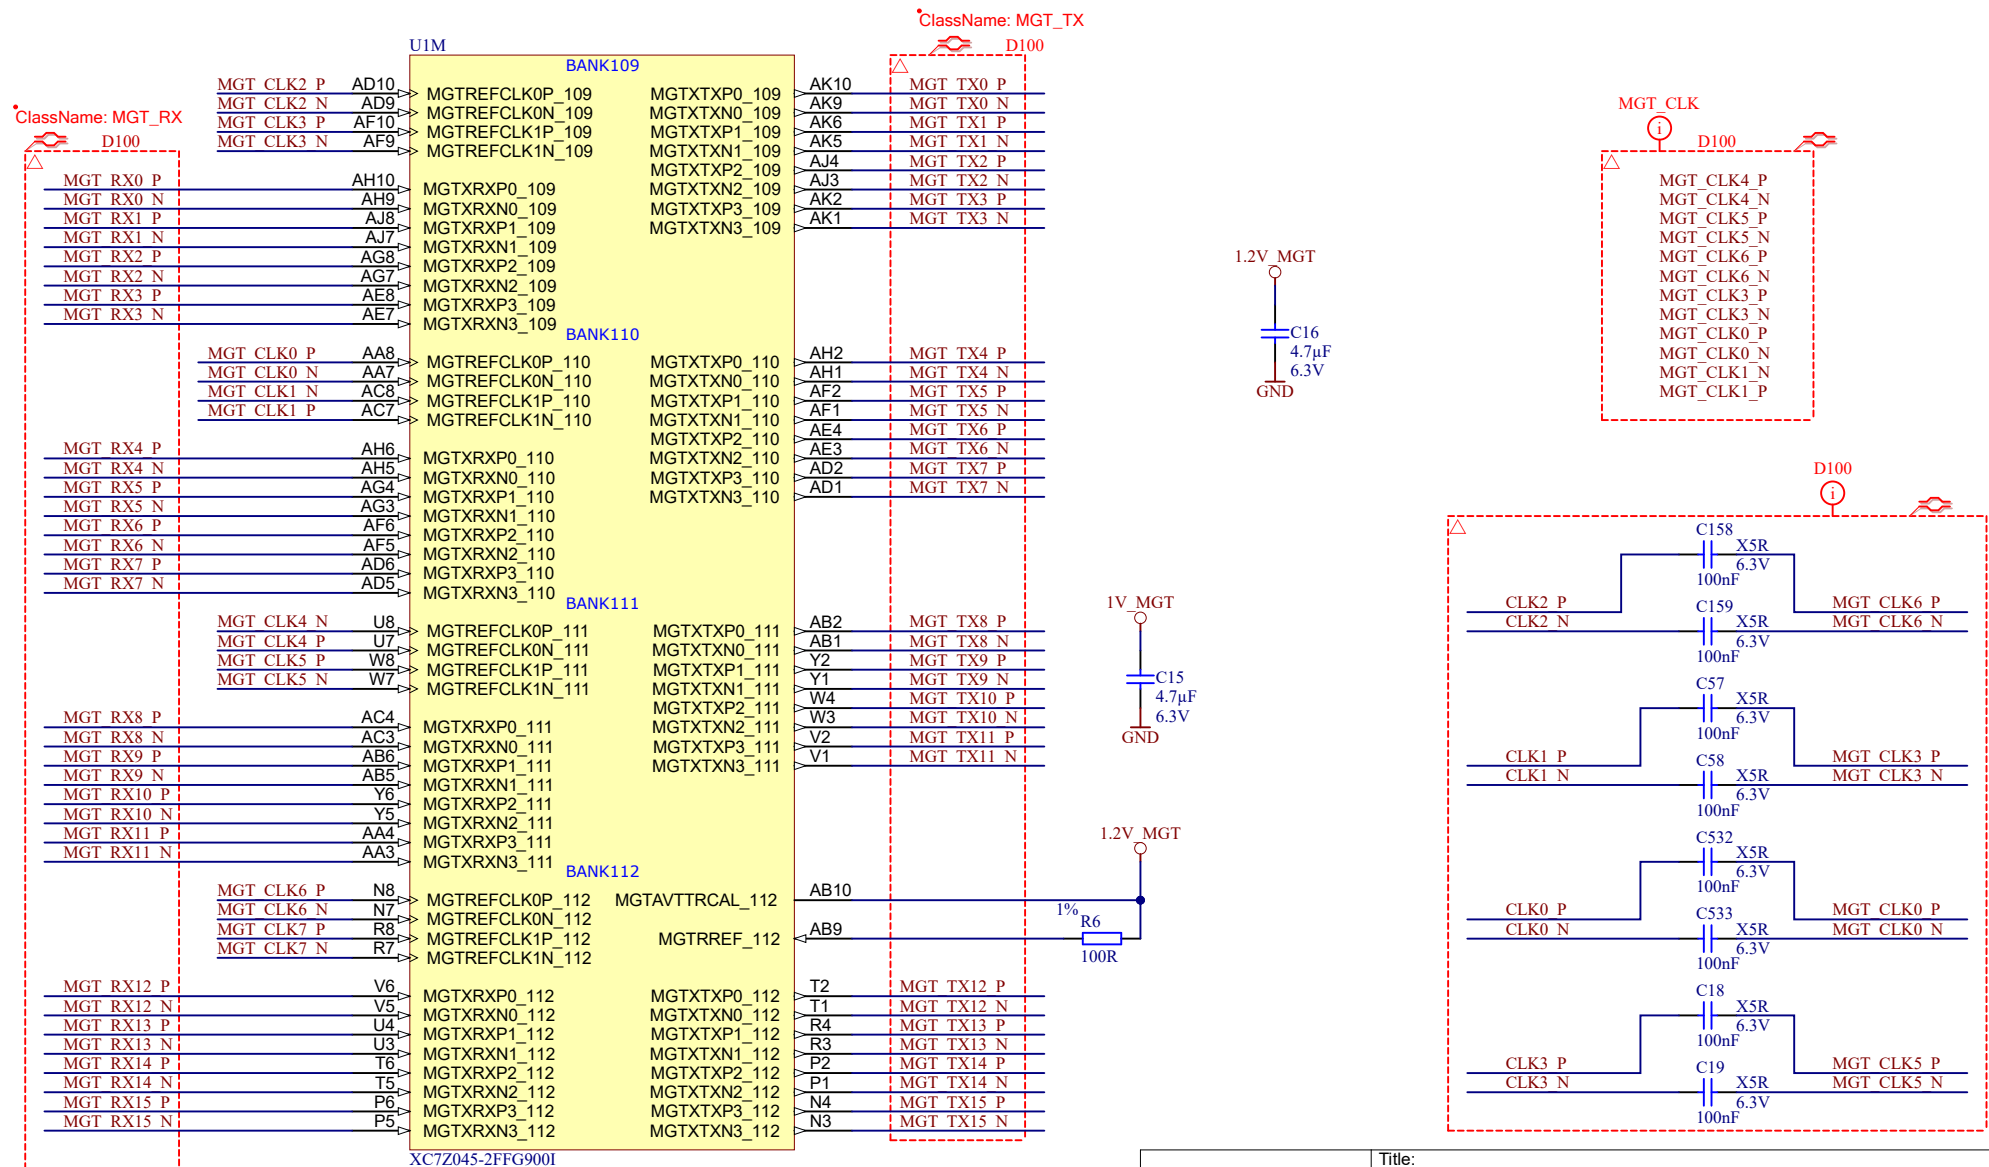 ClassName: MGT_TX
D100
U1M
ClassName: MGT_RX
D100
BANK109
MGT_CLK2_P AD10 MGTREFCLK0P_109
MGT_CLK2_N AD9 MGTREFCLK0N_109
MGT_CLK3_P AF10 MGTREFCLK1P_109
MGT_CLK3_N AF9 MGTREFCLK1N_109
MGT_RX0_P AH10 MGTXRXP0_109
MGT_RX0_N AH9 MGTXRXN0_109
MGT_RX1_P AJ8 MGTXRXP1_109
MGT_RX1_N AJ7 MGTXRXN1_109
MGT_RX2_P AG8 MGTXRXP2_109
MGT_RX2_N AG7 MGTXRXN2_109
MGT_RX3_P AE8 MGTXRXP3_109
MGT_RX3_N AE7 MGTXRXN3_109
MGTXTXP0_109 AK10 MGT_TX0_P
MGTXTXN0_109 AK9 MGT_TX0_N
MGTXTXP1_109 AK6 MGT_TX1_P
MGTXTXN1_109 AK5 MGT_TX1_N
MGTXTXP2_109 AJ4 MGT_TX2_P
MGTXTXN2_109 AJ3 MGT_TX2_N
MGTXTXP3_109 AK2 MGT_TX3_P
MGTXTXN3_109 AK1 MGT_TX3_N
BANK110
MGT_CLK0_P AA8 MGTREFCLK0P_110
MGT_CLK0_N AA7 MGTREFCLK0N_110
MGT_CLK1_N AC8 MGTREFCLK1P_110
MGT_CLK1_P AC7 MGTREFCLK1N_110
MGT_RX4_P AH6 MGTXRXP0_110
MGT_RX4_N AH5 MGTXRXN0_110
MGT_RX5_P AG4 MGTXRXP1_110
MGT_RX5_N AG3 MGTXRXN1_110
MGT_RX6_P AF6 MGTXRXP2_110
MGT_RX6_N AF5 MGTXRXN2_110
MGT_RX7_P AD6 MGTXRXP3_110
MGT_RX7_N AD5 MGTXRXN3_110
MGTXTXP0_110 AH2 MGT_TX4_P
MGTXTXN0_110 AH1 MGT_TX4_N
MGTXTXP1_110 AF2 MGT_TX5_P
MGTXTXN1_110 AF1 MGT_TX5_N
MGTXTXP2_110 AE4 MGT_TX6_P
MGTXTXN2_110 AE3 MGT_TX6_N
MGTXTXP3_110 AD2 MGT_TX7_P
MGTXTXN3_110 AD1 MGT_TX7_N
BANK111
MGT_CLK4_N U8 MGTREFCLK0P_111
MGT_CLK4_P U7 MGTREFCLK0N_111
MGT_CLK5_P W8 MGTREFCLK1P_111
MGT_CLK5_N W7 MGTREFCLK1N_111
MGT_RX8_P AC4 MGTXRXP0_111
MGT_RX8_N AC3 MGTXRXN0_111
MGT_RX9_P AB6 MGTXRXP1_111
MGT_RX9_N AB5 MGTXRXN1_111
MGT_RX10_P Y6 MGTXRXP2_111
MGT_RX10_N Y5 MGTXRXN2_111
MGT_RX11_P AA4 MGTXRXP3_111
MGT_RX11_N AA3 MGTXRXN3_111
MGTXTXP0_111 AB2 MGT_TX8_P
MGTXTXN0_111 AB1 MGT_TX8_N
MGTXTXP1_111 Y2 MGT_TX9_P
MGTXTXN1_111 Y1 MGT_TX9_N
MGTXTXP2_111 W4 MGT_TX10_P
MGTXTXN2_111 W3 MGT_TX10_N
MGTXTXP3_111 V2 MGT_TX11_P
MGTXTXN3_111 V1 MGT_TX11_N
BANK112
MGT_CLK6_P N8 MGTREFCLK0P_112
MGT_CLK6_N N7 MGTREFCLK0N_112
MGT_CLK7_P R8 MGTREFCLK1P_112
MGT_CLK7_N R7 MGTREFCLK1N_112
MGTAVTTRCAL_112 AB10
MGTRREF_112 AB9
MGT_RX12_P V6 MGTXRXP0_112
MGT_RX12_N V5 MGTXRXN0_112
MGT_RX13_P U4 MGTXRXP1_112
MGT_RX13_N U3 MGTXRXN1_112
MGT_RX14_P T6 MGTXRXP2_112
MGT_RX14_N T5 MGTXRXN2_112
MGT_RX15_P P6 MGTXRXP3_112
MGT_RX15_N P5 MGTXRXN3_112
MGTXTXP0_112 T2 MGT_TX12_P
MGTXTXN0_112 T1 MGT_TX12_N
MGTXTXP1_112 R4 MGT_TX13_P
MGTXTXN1_112 R3 MGT_TX13_N
MGTXTXP2_112 P2 MGT_TX14_P
MGTXTXN2_112 P1 MGT_TX14_N
MGTXTXP3_112 N4 MGT_TX15_P
MGTXTXN3_112 N3 MGT_TX15_N
XC7Z045-2FFG900I
1.2V_MGT
C16
4.7µF
6.3V
GND
1V_MGT
C15
4.7µF
6.3V
GND
1.2V_MGT
1%
R6
100R
MGT_CLK
i
D100
MGT_CLK4_P
MGT_CLK4_N
MGT_CLK5_P
MGT_CLK5_N
MGT_CLK6_P
MGT_CLK6_N
MGT_CLK3_P
MGT_CLK3_N
MGT_CLK0_P
MGT_CLK0_N
MGT_CLK1_N
MGT_CLK1_P
D100
i
C158
X5R
6.3V
100nF
CLK2_P MGT_CLK6_P
C159
CLK2_N X5R MGT_CLK6_N
6.3V
100nF
C57
X5R
6.3V
100nF
CLK1_P MGT_CLK3_P
C58
CLK1_N X5R MGT_CLK3_N
6.3V
100nF
C532
X5R
6.3V
100nF
CLK0_P MGT_CLK0_P
C533
CLK0_N X5R MGT_CLK0_N
6.3V
100nF
C18
X5R
6.3V
100nF
CLK3_P MGT_CLK5_P
C19
CLK3_N X5R MGT_CLK5_N
6.3V
100nF
Title: